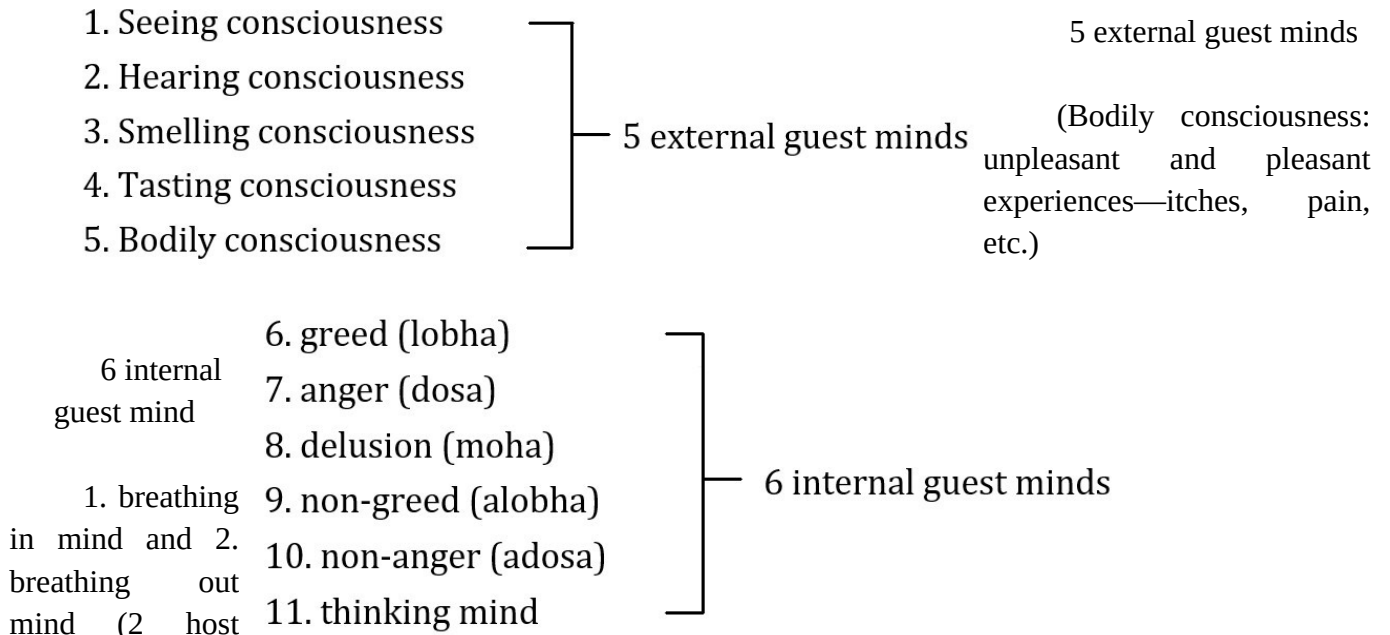 1. Seeing consciousness
2. Hearing consciousness
3. Smelling consciousness
4. Tasting consciousness
5. Bodily consciousness
5 external guest minds
5 external guest minds
(Bodily consciousness:
unpleasant and pleasant
experiences—itches, pain,
etc.)
6 internal
guest mind
1. breathing
in mind and 2.
breathing out
mind (2 host
6. greed (lobha)
7. anger (dosa)
8. delusion (moha)
9. non-greed (alobha)
10. non-anger (adosa)
11. thinking mind
6 internal guest minds